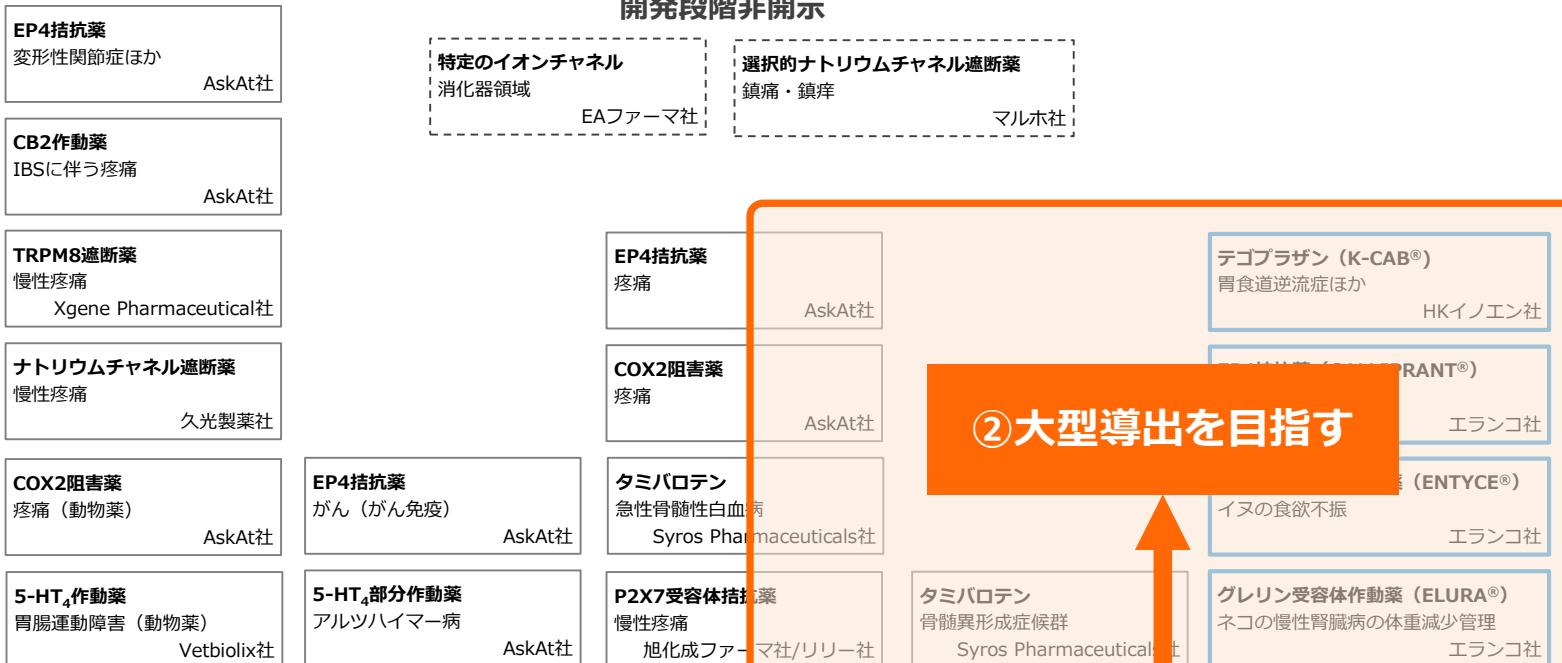 開発段階非開示
EP4拮抗薬
変形性関節症ほか
AskAt社
特定のイオンチャネル
消化器領域
EAファーマ社
選択的ナトリウムチャネル遮断薬
鎮痛・鎮痒
マルホ社
CB2作動薬
IBSに伴う疼痛
AskAt社
TRPM8遮断薬
慢性疼痛
Xgene Pharmaceutical社
EP4拮抗薬
疼痛
AskAt社
テゴプラザン（K-CAB®）
胃食道逆流症ほか
HKイノエン社
ナトリウムチャネル遮断薬
慢性疼痛
久光製薬社
COX2阻害薬
疼痛
AskAt社
PRANT®）
エランコ社
②大型導出を目指す
COX2阻害薬
疼痛（動物薬）
AskAt社
EP4拮抗薬
がん（がん免疫）
AskAt社
タミバロテン
急性骨髄性白血病
Syros Pharmaceuticals社
（ENTYCE®）
イヌの食欲不振
エランコ社
5-HT₄作動薬
胃腸運動障害（動物薬）
Vetbiolix社
5-HT₄部分作動薬
アルツハイマー病
AskAt社
P2X7受容体拮抗薬
慢性疼痛
旭化成ファーマ社/リリー社
タミバロテン
骨髄異形成症候群
Syros Pharmaceuticals社
グレリン受容体作動薬（ELURA®）
ネコの慢性腎臓病の体重減少管理
エランコ社